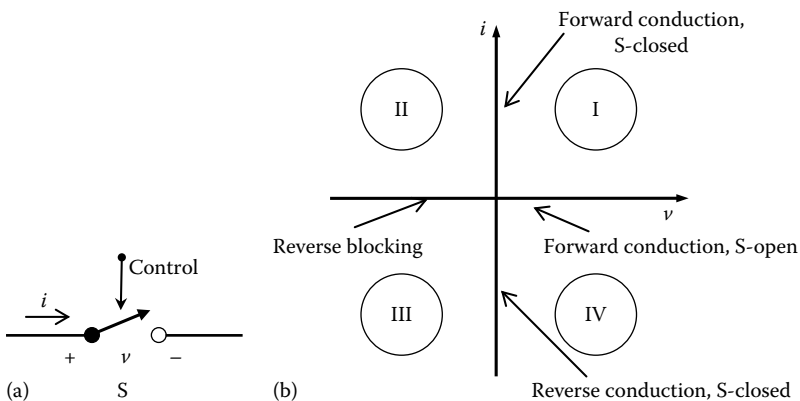 i
Control
i
+ v −
(a) S
i
Forward conduction,
S-closed
II
I
v
Reverse blocking
Forward conduction, S-open
III
IV
(b)
Reverse conduction, S-closed